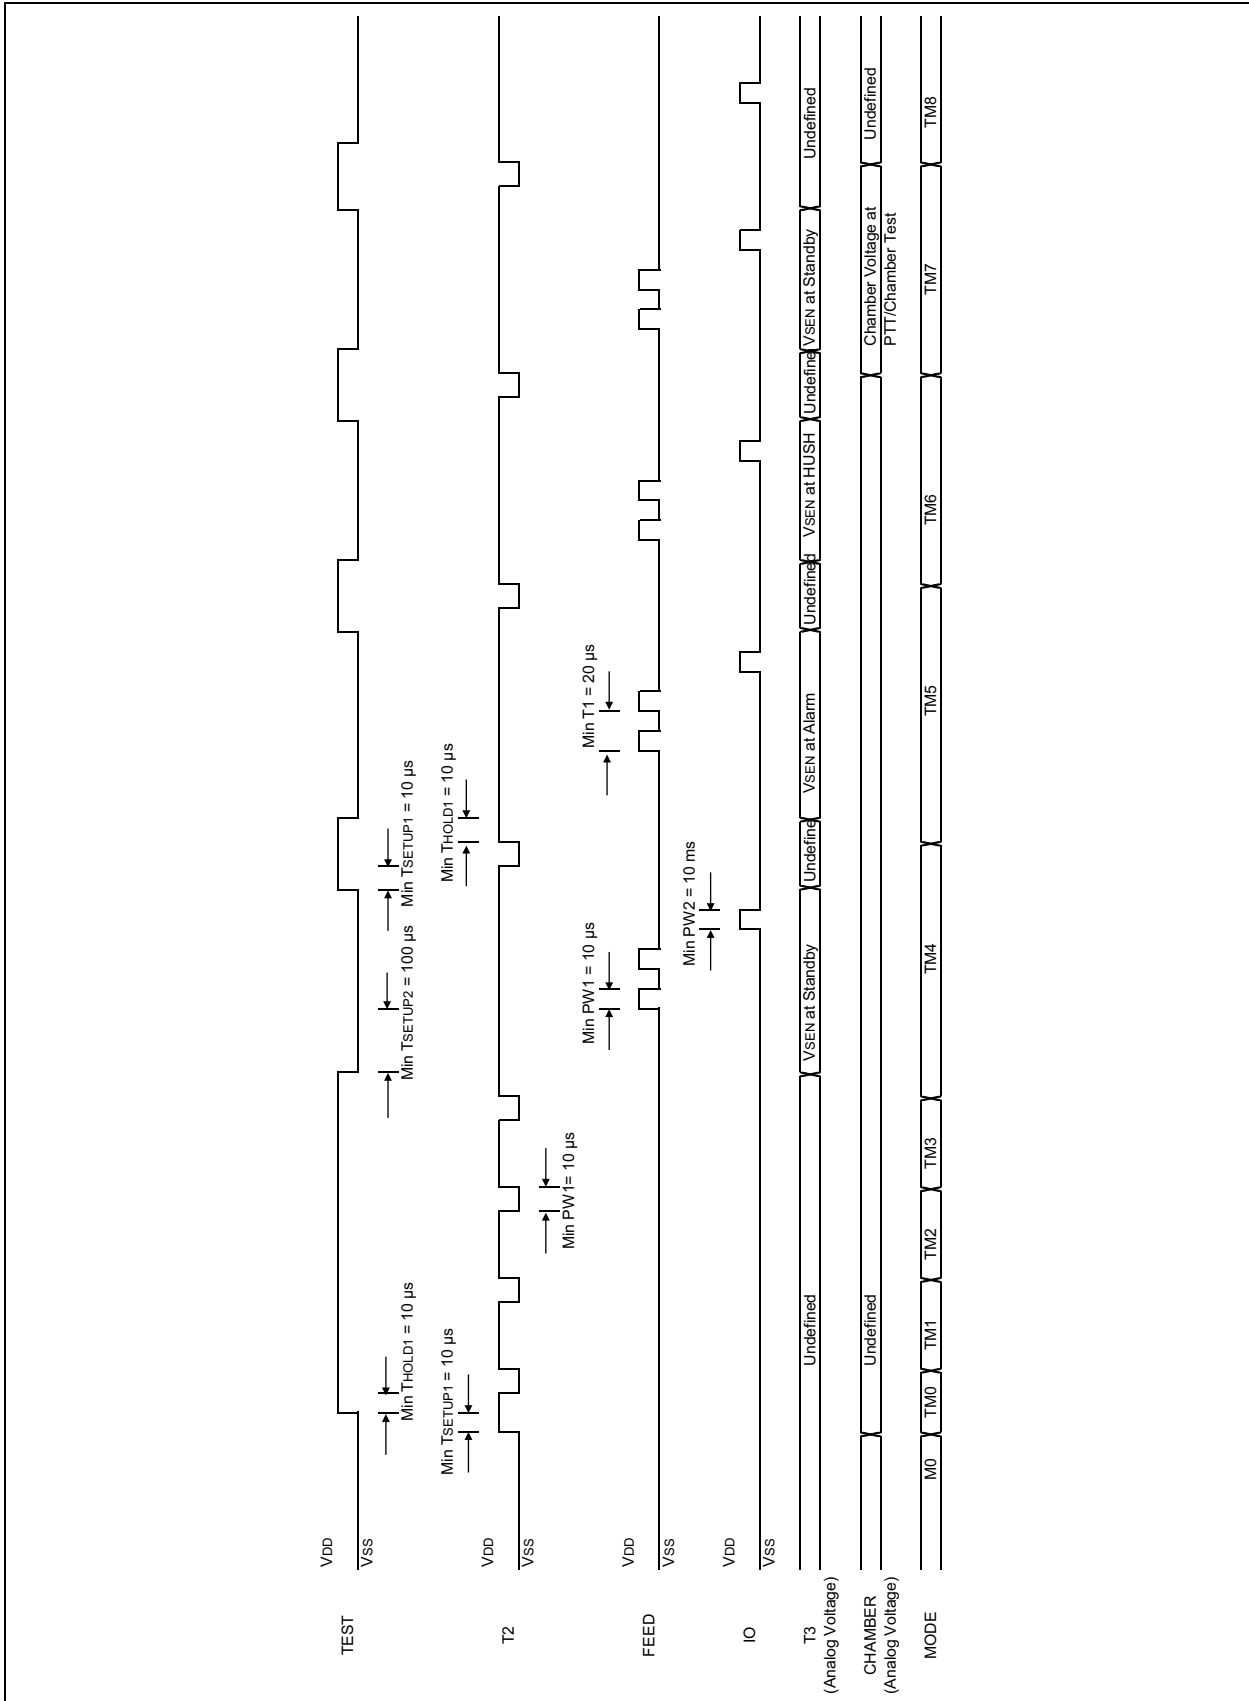 TEST
VDD
VSS
Min THOLD1 = 10 µs
Min TSETUP2 = 100 µs
Min TSETUP1 = 10 µs
T2
VDD
VSS
Min TSETUP1 = 10 µs
Min PW1= 10 µs
Min THOLD1 = 10 µs
FEED
VDD
VSS
Min PW1 = 10 µs
Min T1 = 20 µs
IO
VDD
VSS
Min PW2 = 10 ms
T3
(Analog Voltage)
Undefined
VSEN at Standby
Undefine
VSEN at Alarm
Undefined
VSEN at HUSH
Undefine
VSEN at Standby
Undefined
CHAMBER
(Analog Voltage)
Undefined
Chamber Voltage at
PTT/Chamber Test
Undefined
MODE
M0
TM0
TM1
TM2
TM3
TM4
TM5
TM6
TM7
TM8